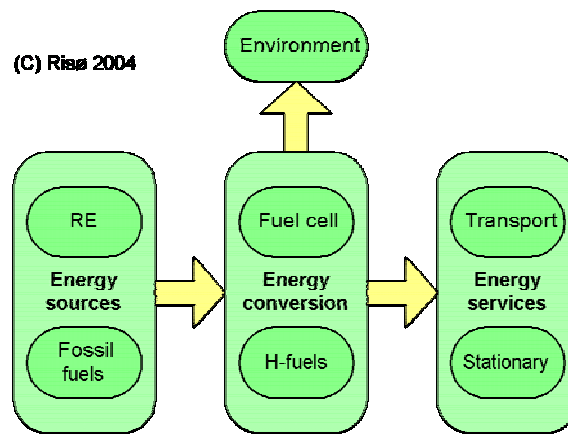 Environment
(C) Risø 2004
RE
Energy
sources
Fossil
fuels
Fuel cell
Energy
conversion
H-fuels
Transport
Energy
services
Stationary